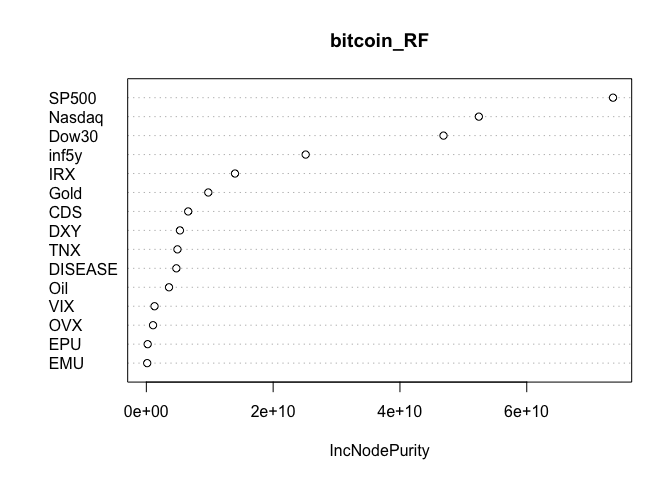 bitcoin_RF
SP500
Nasdaq
Dow30
inf5y
IRX
Gold
CDS
DXY
TNX
DISEASE
Oil
VIX
OVX
EPU
EMU
0e+00 2e+10 4e+10 6e+10
IncNodePurity